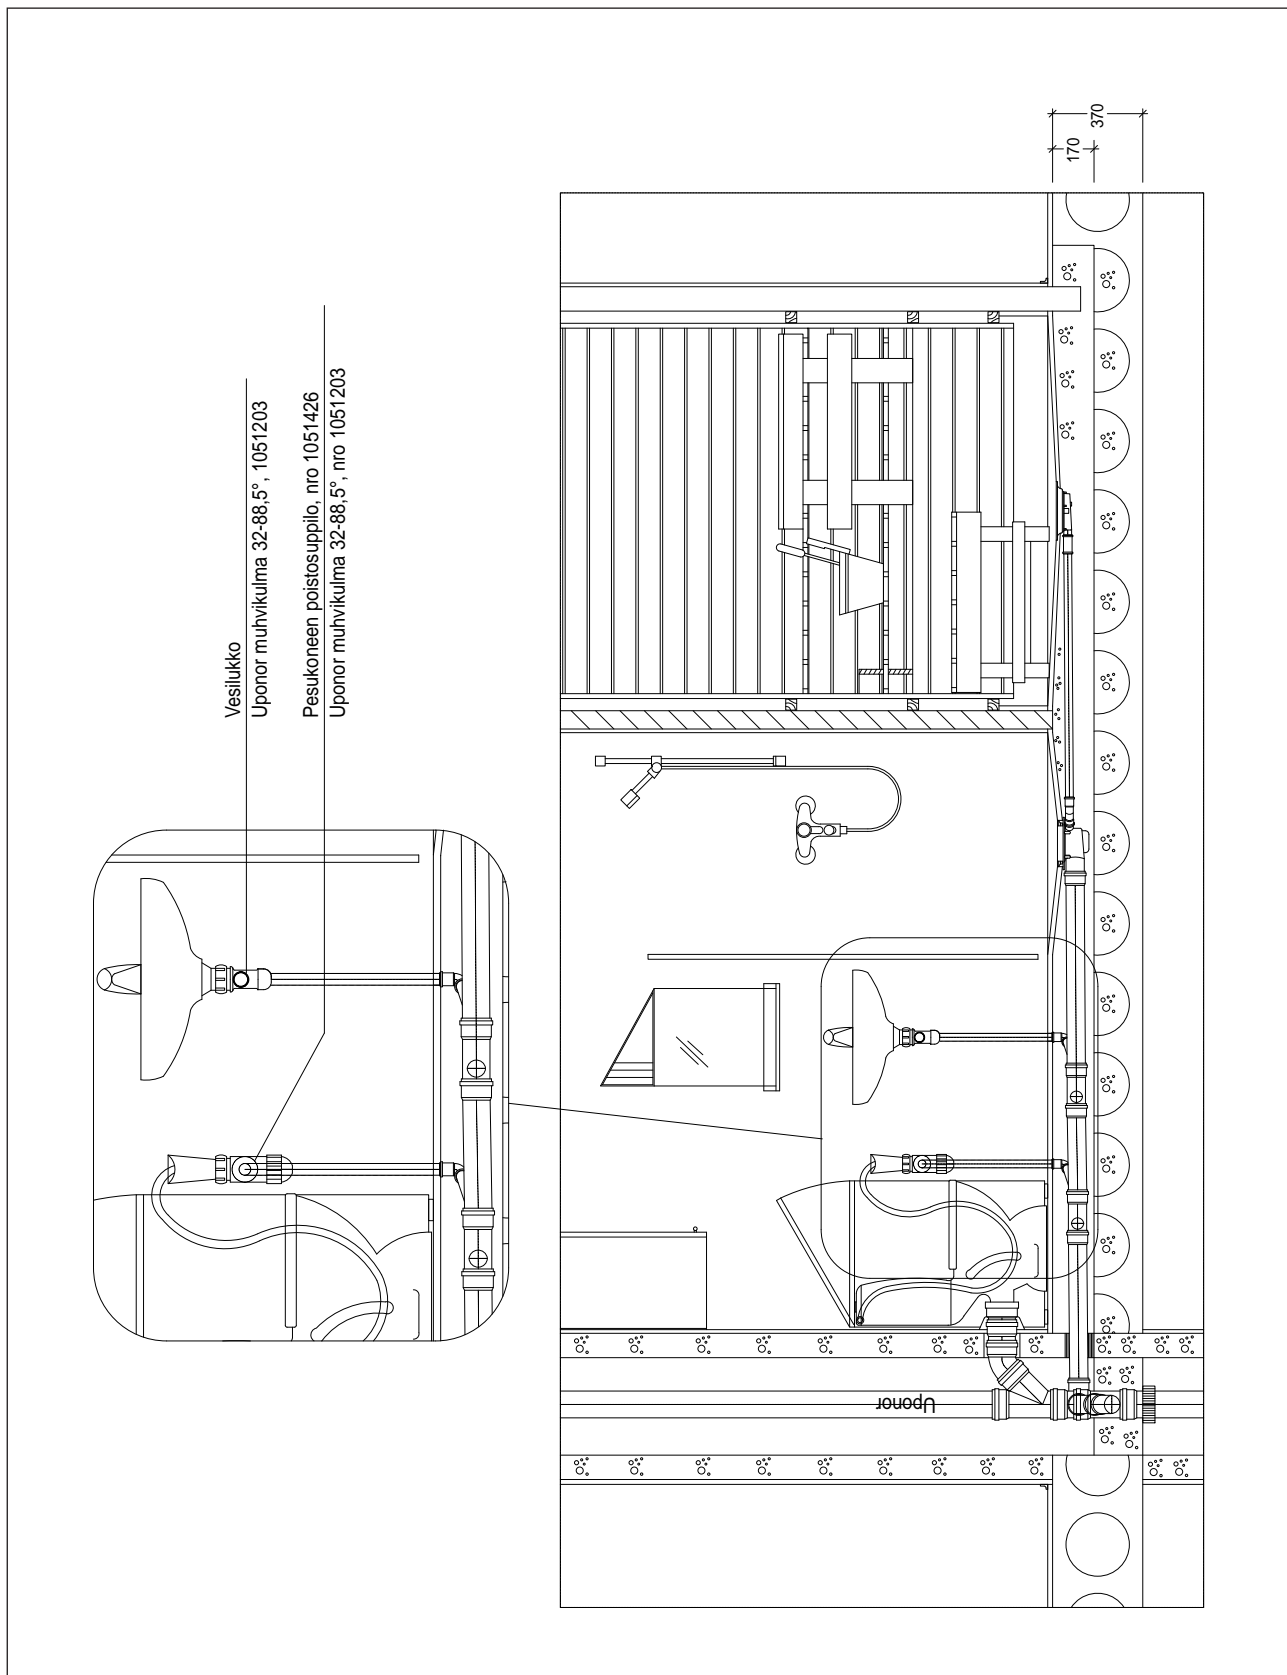 Vesilukko
Uponor muhvikulma 32-88,5°, 1051203
Pesukoneen poistosuppilo, nro 1051426
Uponor muhvikulma 32-88,5°, nro 1051203
170
370
Uponor